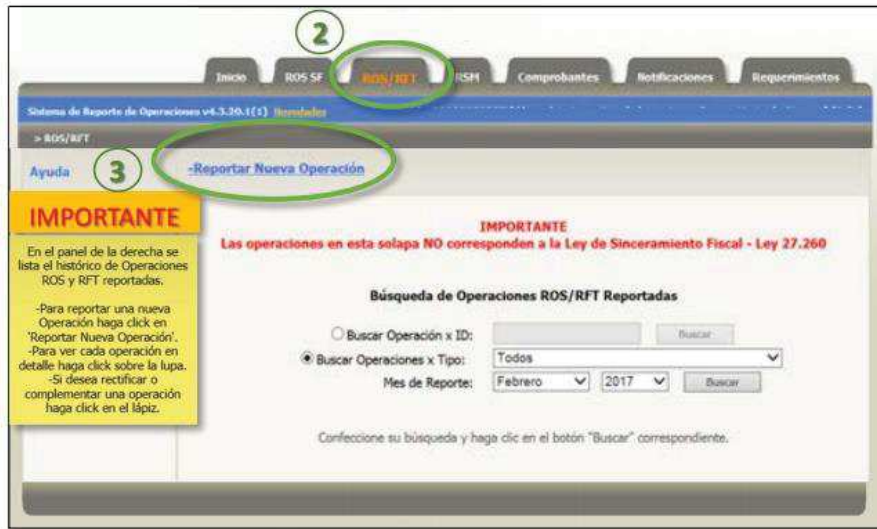 2
Inicio ROS SF ROS/RFT RSM Comprobantes Notificaciones Requerimientos
Sistema de Reporte de Operaciones v4.3.20.1(1) Novedades
> ROS/RFT
Ayuda
3
-Reportar Nueva Operación
IMPORTANTE
En el panel de la derecha se
lista el histórico de Operaciones
ROS y RFT reportadas.
-Para reportar una nueva
Operación haga click en
'Reportar Nueva Operación'.
-Para ver cada operación en
detalle haga click sobre la lupa.
-Si desea rectificar o
complementar una operación
haga click en el lápiz.
IMPORTANTE
Las operaciones en esta solapa NO corresponden a la Ley de Sinceramiento Fiscal - Ley 27.260
Búsqueda de Operaciones ROS/RFT Reportadas
Buscar Operación x ID: Buscar
Buscar Operaciones x Tipo: Todos
Mes de Reporte: Febrero 2017 Buscar
Confeccione su búsqueda y haga clic en el botón "Buscar" correspondiente.